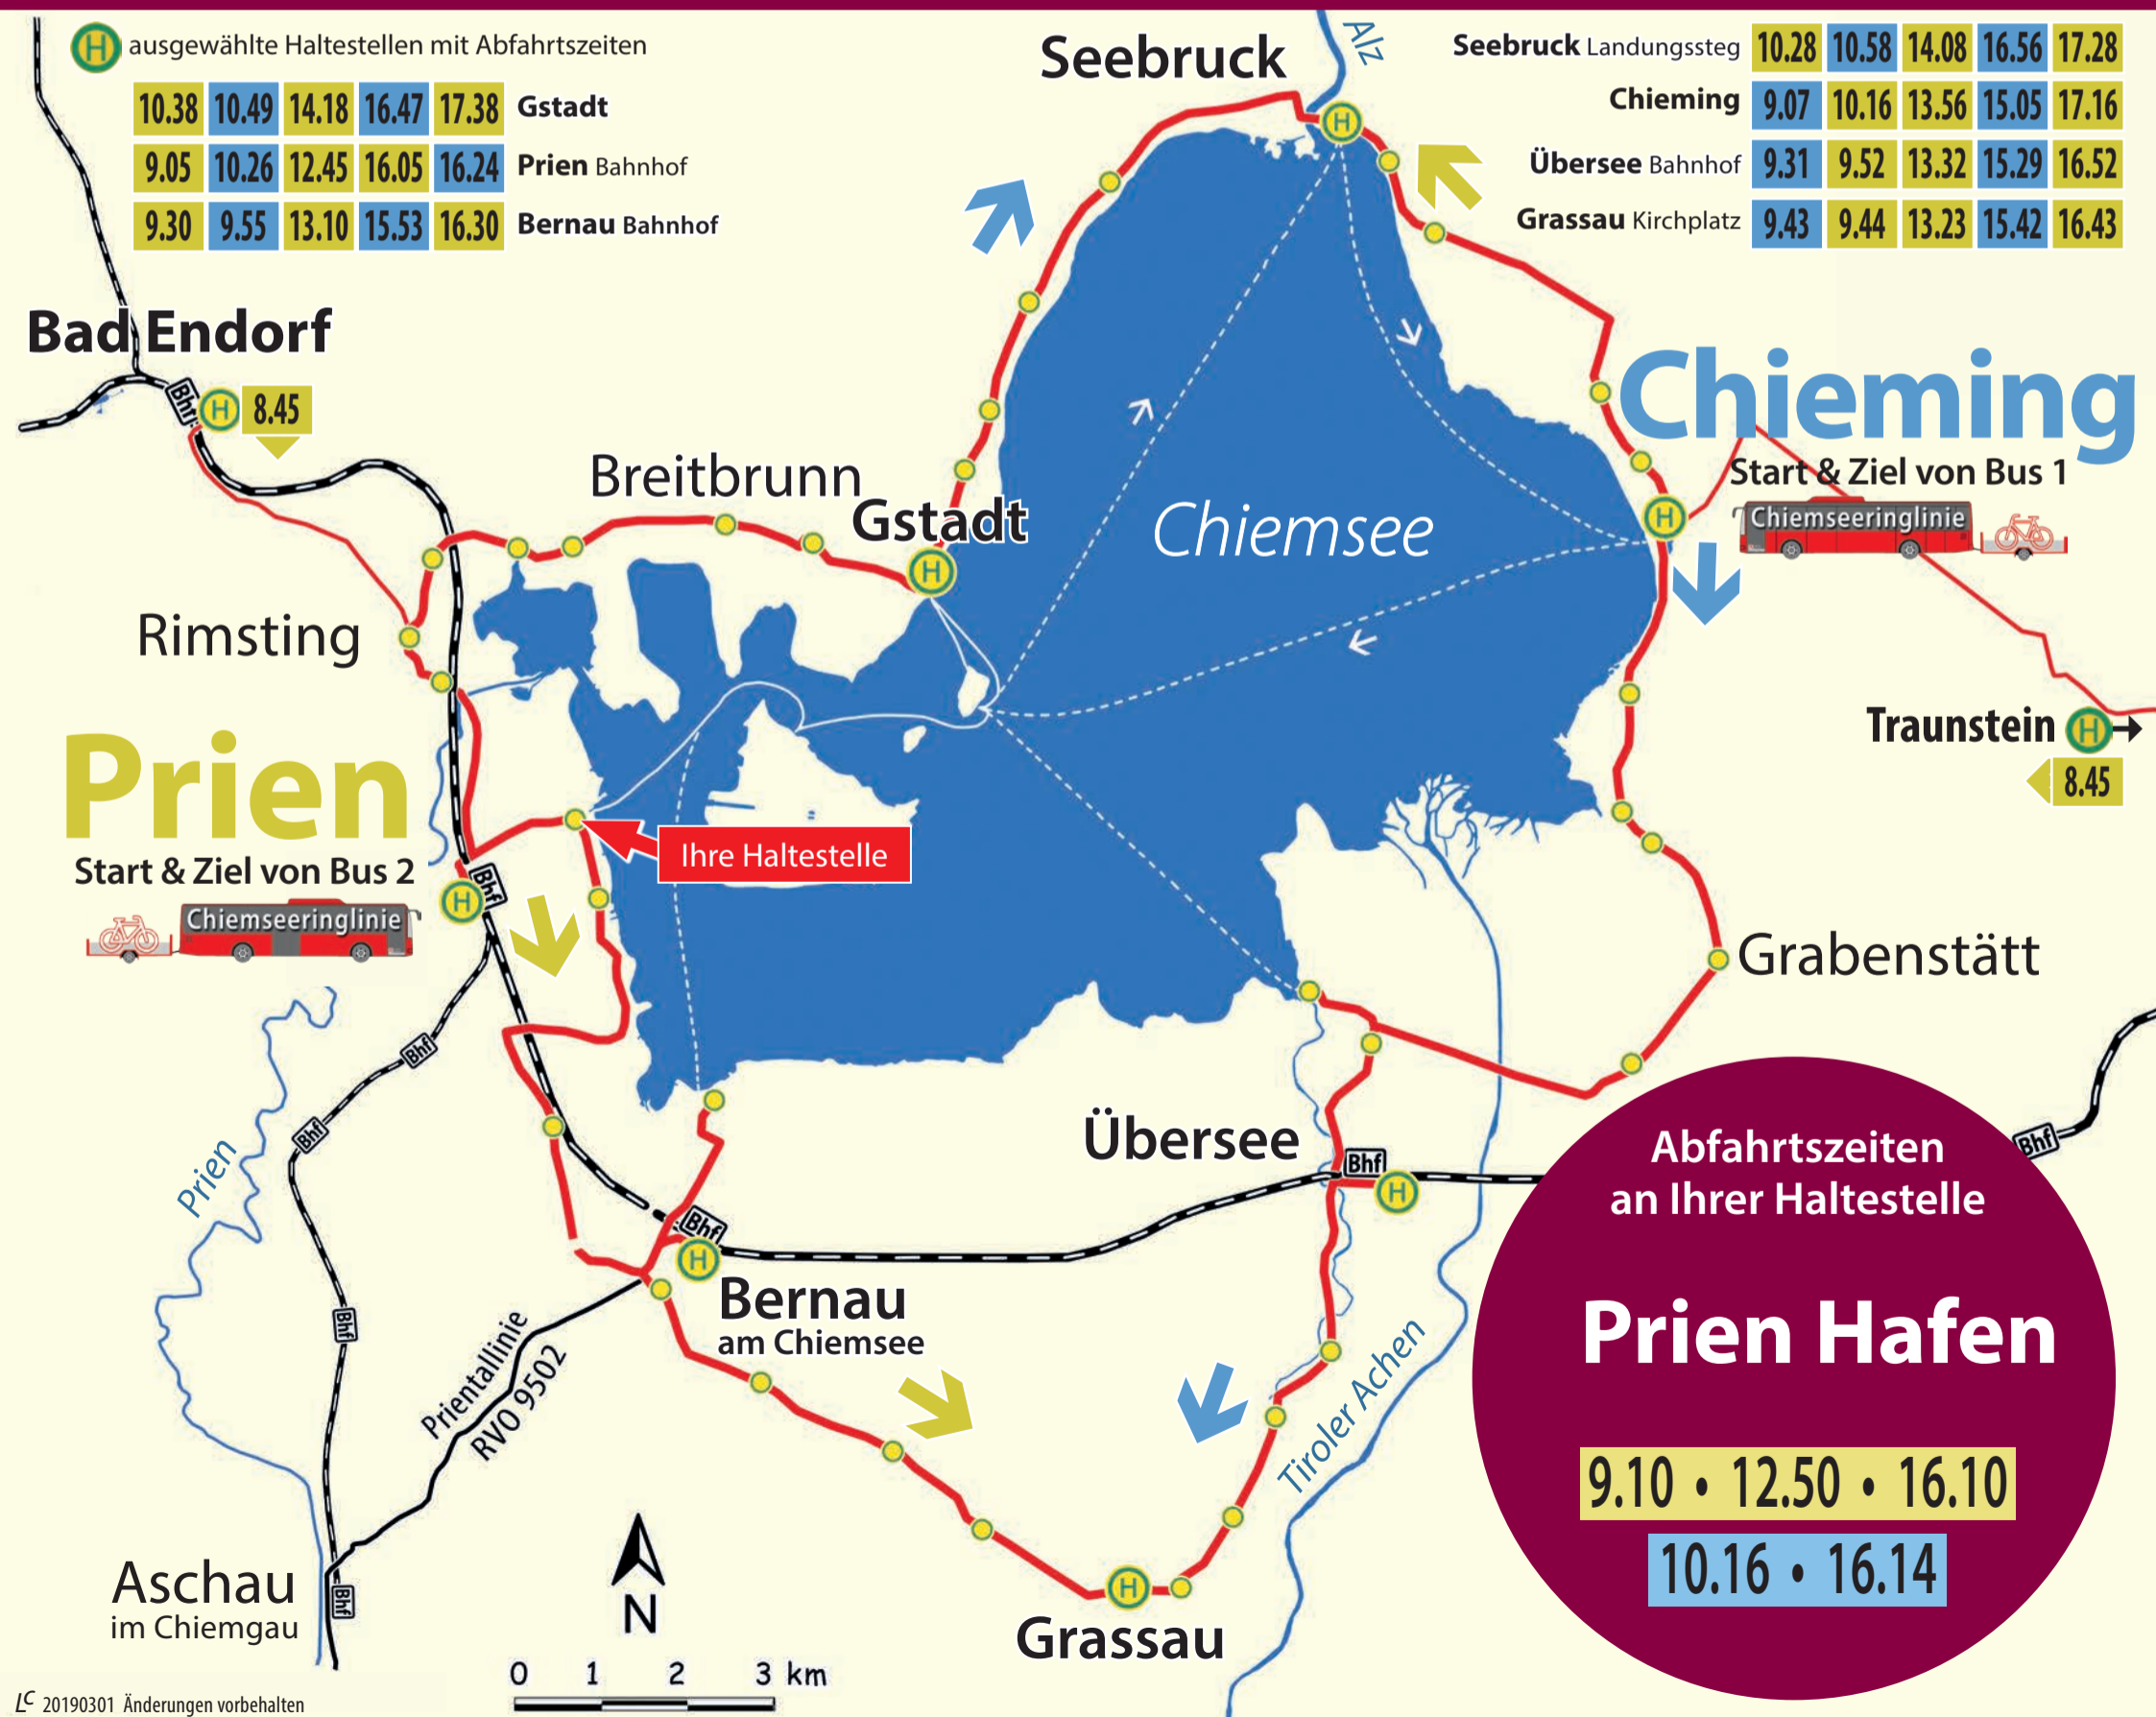 H ausgewählte Haltestellen mit Abfahrtszeiten
10.38 10.49 14.18 16.47 17.38 Gstadt
9.05 10.26 12.45 16.05 16.24 Prien Bahnhof
9.30 9.55 13.10 15.53 16.30 Bernau Bahnhof
Seebruck
Alz
Seebruck Landungssteg 10.28 10.58 14.08 16.56 17.28
Chieming 9.07 10.16 13.56 15.05 17.16
Übersee Bahnhof 9.31 9.52 13.32 15.29 16.52
Grassau Kirchplatz 9.43 9.44 13.23 15.42 16.43
H
Bad Endorf
Bhf H 8.45
Chieming
Start & Ziel von Bus 1
Chiemseeringlinie
H
Breitbrunn
Gstadt
H
Chiemsee
Rimsting
Traunstein H
8.45
Prien
Start & Ziel von Bus 2
Chiemseeringlinie
Bhf
H
Ihre Haltestelle
Grabenstätt
Bhf
Bhf
Prien
Übersee
Bhf
H
Bhf
Bhf
H
Bernau
am Chiemsee
Bhf
Prientallinie
RVO 9502
Tiroler Achen
Abfahrtszeiten
an Ihrer Haltestelle
Prien Hafen
9.10 • 12.50 • 16.10
10.16 • 16.14
Aschau
im Chiemgau
Bhf
N
H
Grassau
0 1 2 3 km
LC 20190301 Änderungen vorbehalten